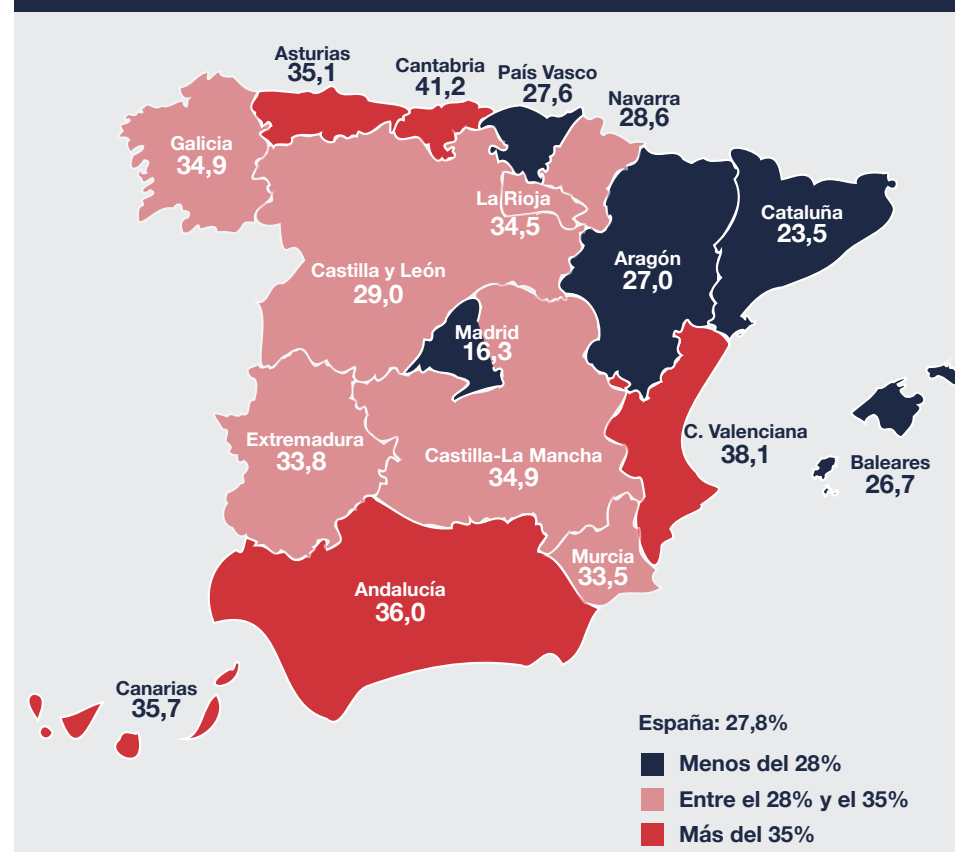 Asturias
35,1
Cantabria
41,2
País Vasco
27,6
Navarra
28,6
Galicia
34,9
La Rioja
34,5
Cataluña
23,5
Aragón
27,0
Castilla y León
29,0
Madrid
16,3
C. Valenciana
38,1
Extremadura
33,8
Castilla-La Mancha
34,9
Baleares
26,7
Murcia
33,5
Andalucía
36,0
Canarias
35,7
España: 27,8%
Menos del 28%
Entre el 28% y el 35%
Más del 35%